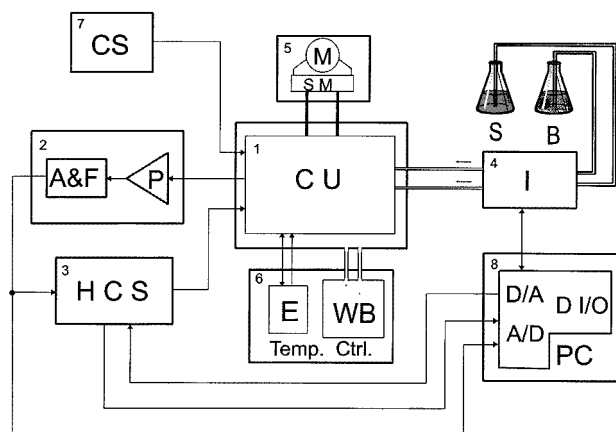 7
CS
5
M
S M
S B
2
A&F P
1
C U
4
I
3
H C S
6
E WB
Temp. Ctrl.
8
D/A
D I/O
A/D
PC